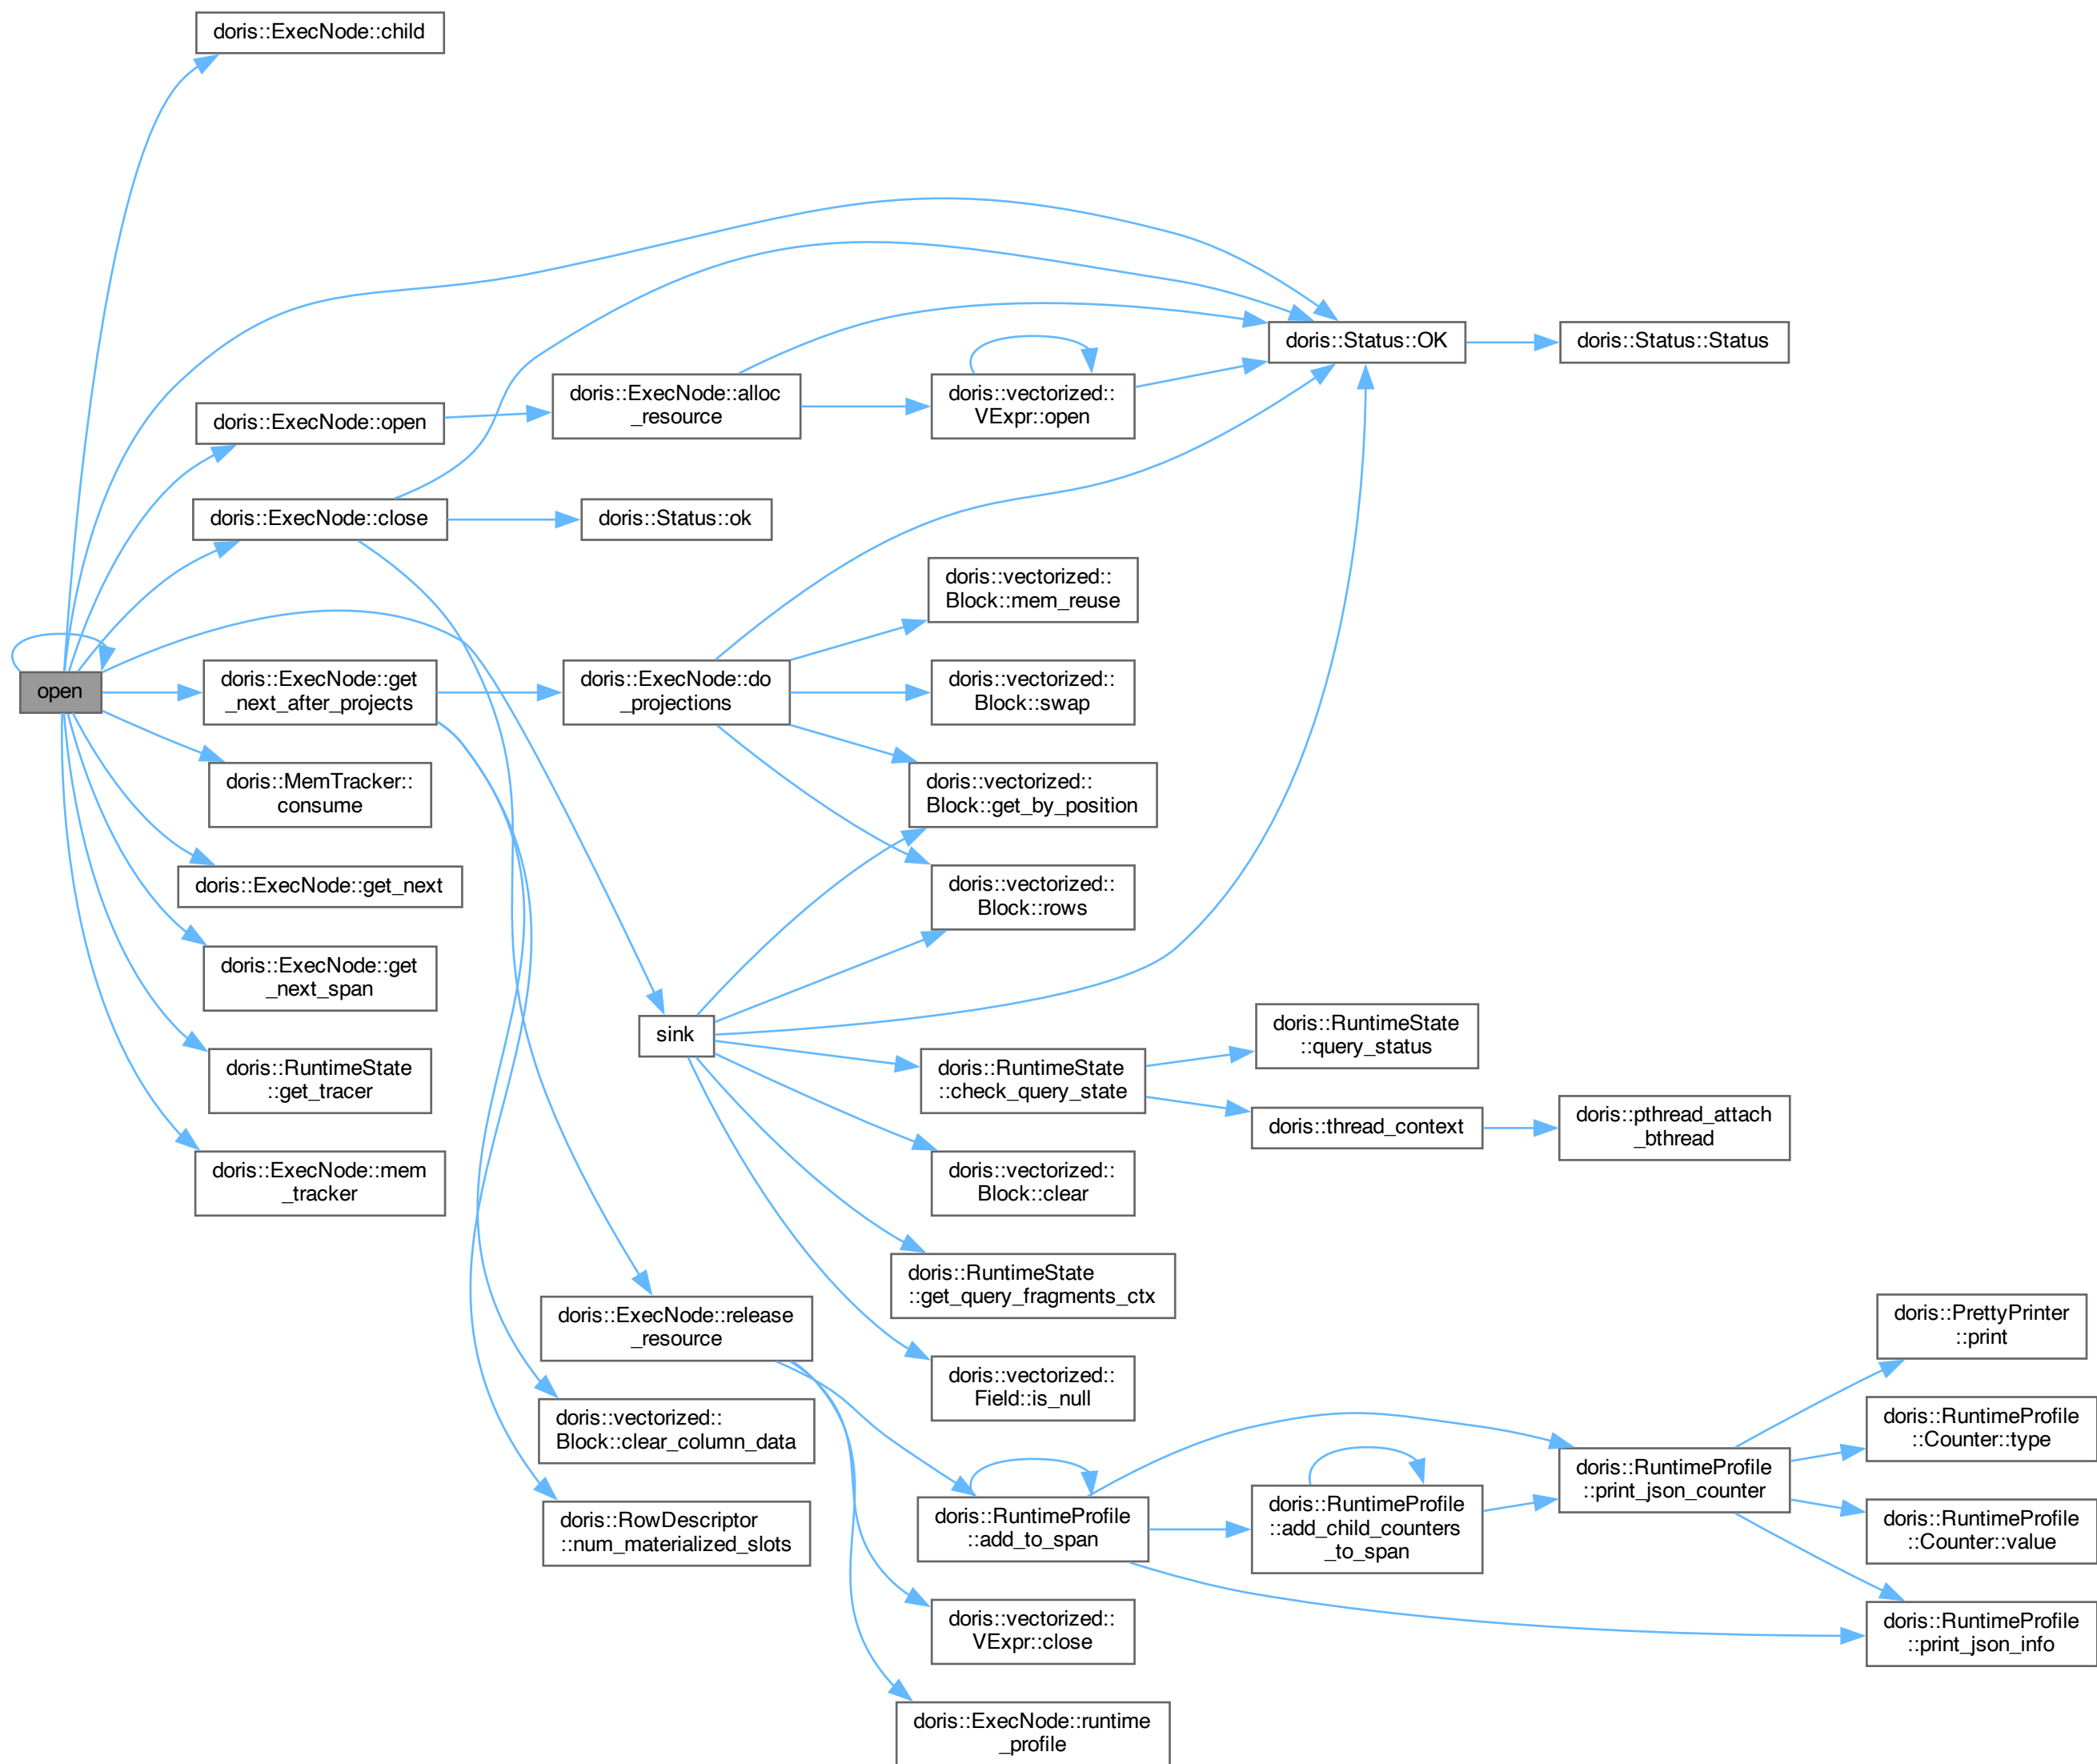 doris::ExecNode::child
doris::Status::OK
doris::Status::Status
doris::ExecNode::alloc
_resource
doris::vectorized::
VExpr::open
doris::ExecNode::open
doris::ExecNode::close
doris::Status::ok
doris::vectorized::
Block::mem_reuse
open
doris::ExecNode::get
_next_after_projects
doris::ExecNode::do
_projections
doris::vectorized::
Block::swap
doris::MemTracker::
consume
doris::vectorized::
Block::get_by_position
doris::ExecNode::get_next
doris::vectorized::
Block::rows
doris::ExecNode::get
_next_span
sink
doris::RuntimeState
::query_status
doris::RuntimeState
::get_tracer
doris::RuntimeState
::check_query_state
doris::thread_context
doris::pthread_attach
_bthread
doris::ExecNode::mem
_tracker
doris::vectorized::
Block::clear
doris::RuntimeState
::get_query_fragments_ctx
doris::ExecNode::release
_resource
doris::PrettyPrinter
::print
doris::vectorized::
Field::is_null
doris::vectorized::
Block::clear_column_data
doris::RuntimeProfile
::Counter::type
doris::RuntimeProfile
::print_json_counter
doris::RowDescriptor
::num_materialized_slots
doris::RuntimeProfile
::add_to_span
doris::RuntimeProfile
::add_child_counters
_to_span
doris::RuntimeProfile
::Counter::value
doris::vectorized::
VExpr::close
doris::RuntimeProfile
::print_json_info
doris::ExecNode::runtime
_profile